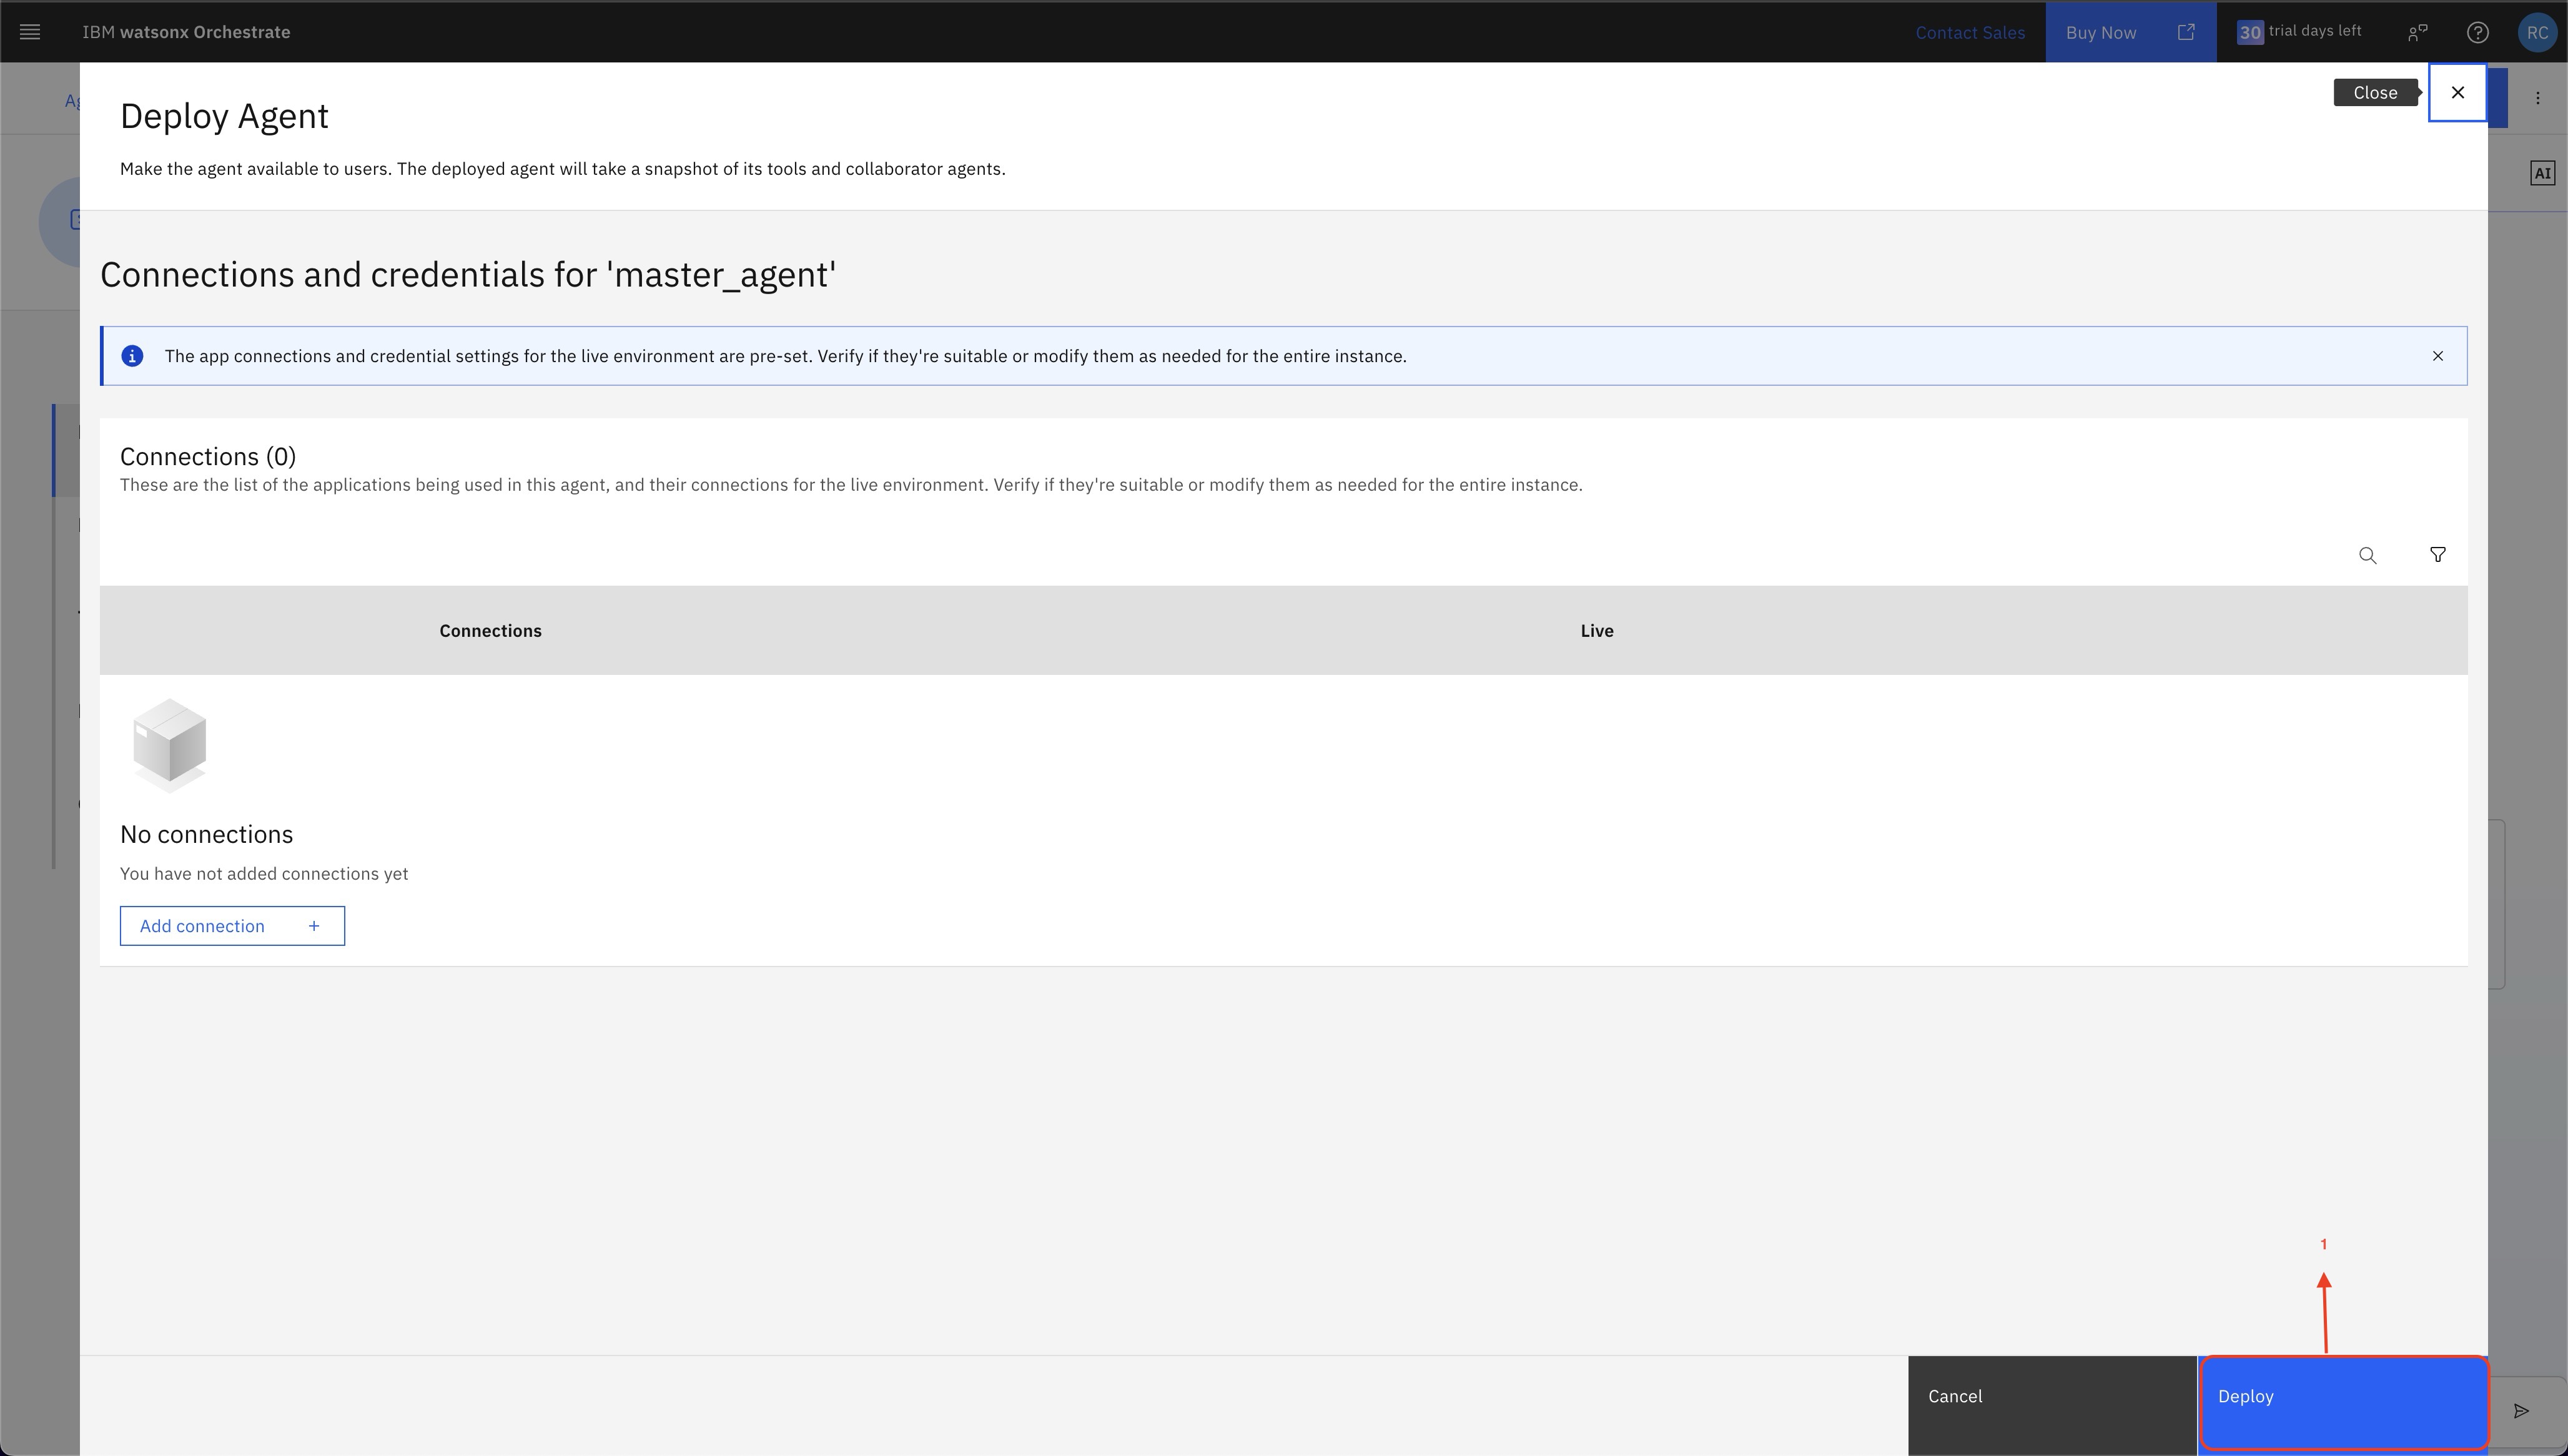 IBM watsonx Orchestrate
Contact Sales
Buy Now
30 trial days left
RC
Ag
Deploy Agent
Close
Make the agent available to users. The deployed agent will take a snapshot of its tools and collaborator agents.
AI
Connections and credentials for 'master_agent'
The app connections and credential settings for the live environment are pre-set. Verify if they're suitable or modify them as needed for the entire instance.
Connections (0)
These are the list of the applications being used in this agent, and their connections for the live environment. Verify if they're suitable or modify them as needed for the entire instance.
Connections
Live
No connections
You have not added connections yet
Add connection +
1
Cancel
Deploy